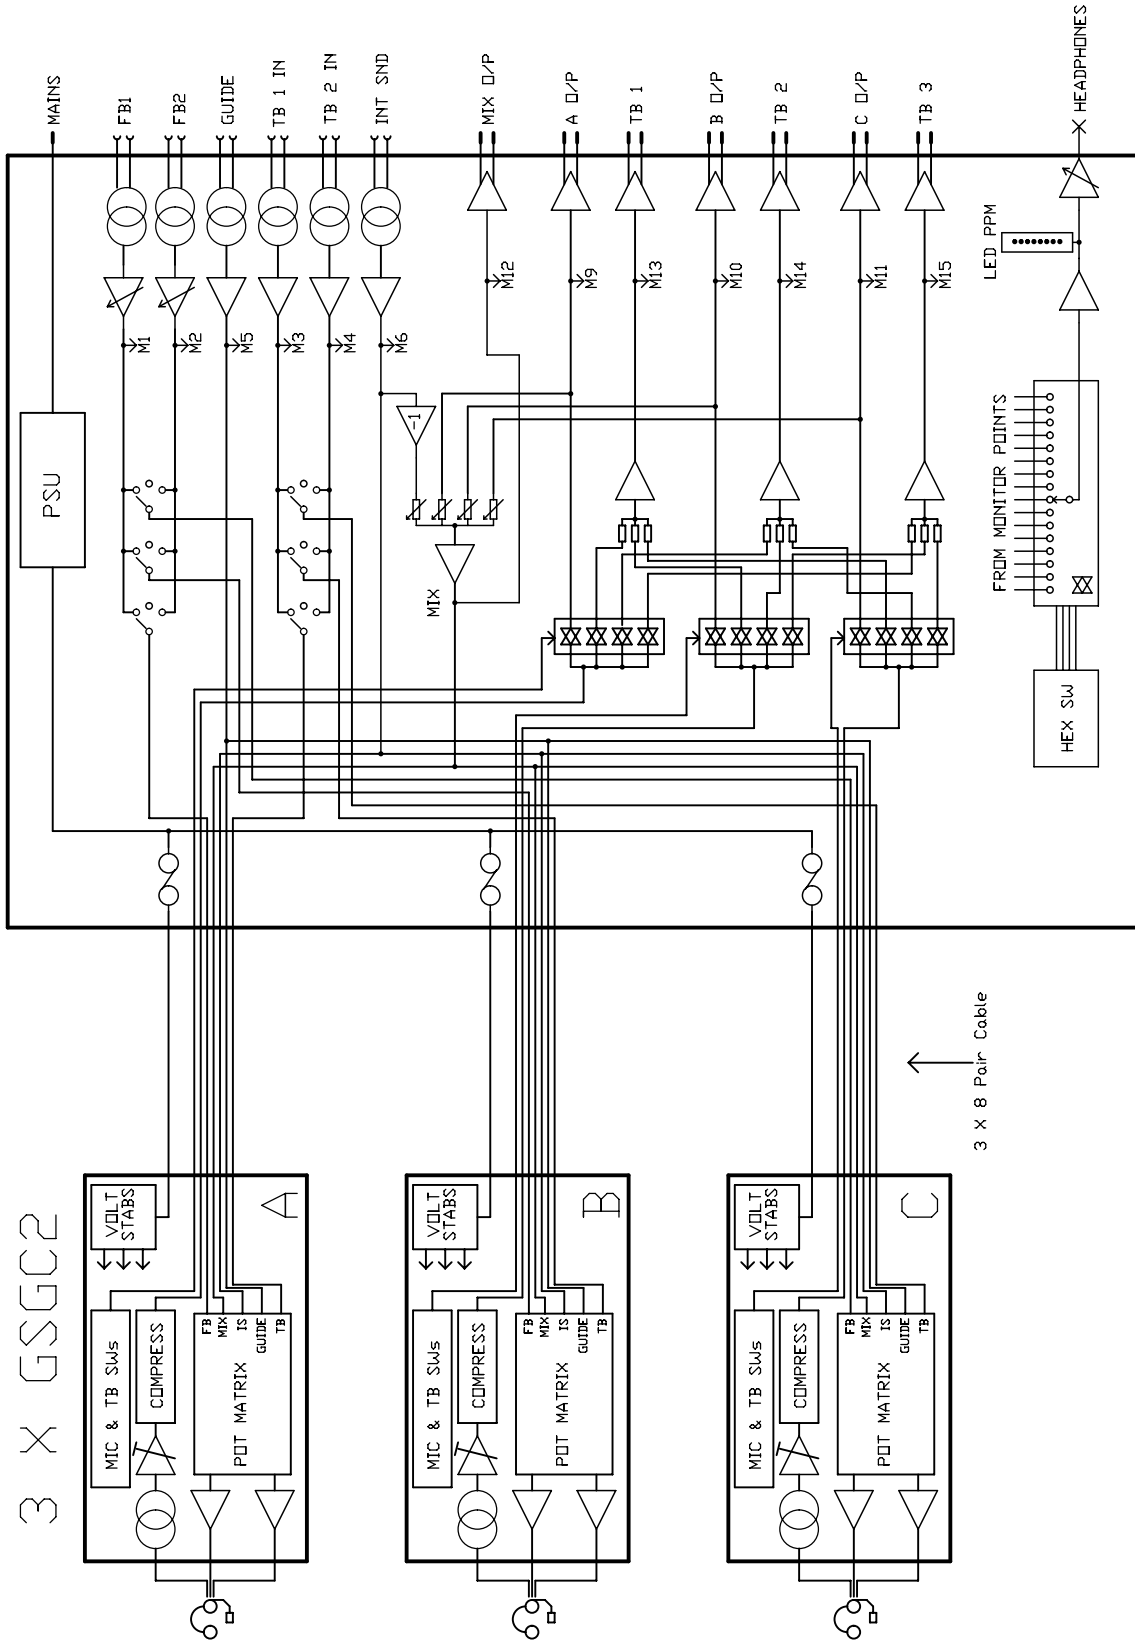 3 X GSGC2
MAINS
FB1
FB2
GUIDE
TB 1 IN
TB 2 IN
INT SND
MIX O/P
A O/P
TB 1
B O/P
TB 2
C O/P
TB 3
HEADPHONES
PSU
M1
M2
M5
M3
M4
M6
M12
M9
M13
M10
M14
M11
M15
LED PPM
-1
MIX
FROM MONITOR POINTS
HEX SW
3 X 8 Pair Cable
VOLT
STABS
A
MIC & TB SWs
COMPRESS
FB
MIX
IS
GUIDE
TB
POT MATRIX
VOLT
STABS
B
MIC & TB SWs
COMPRESS
FB
MIX
IS
GUIDE
TB
POT MATRIX
VOLT
STABS
C
MIC & TB SWs
COMPRESS
FB
MIX
IS
GUIDE
TB
POT MATRIX